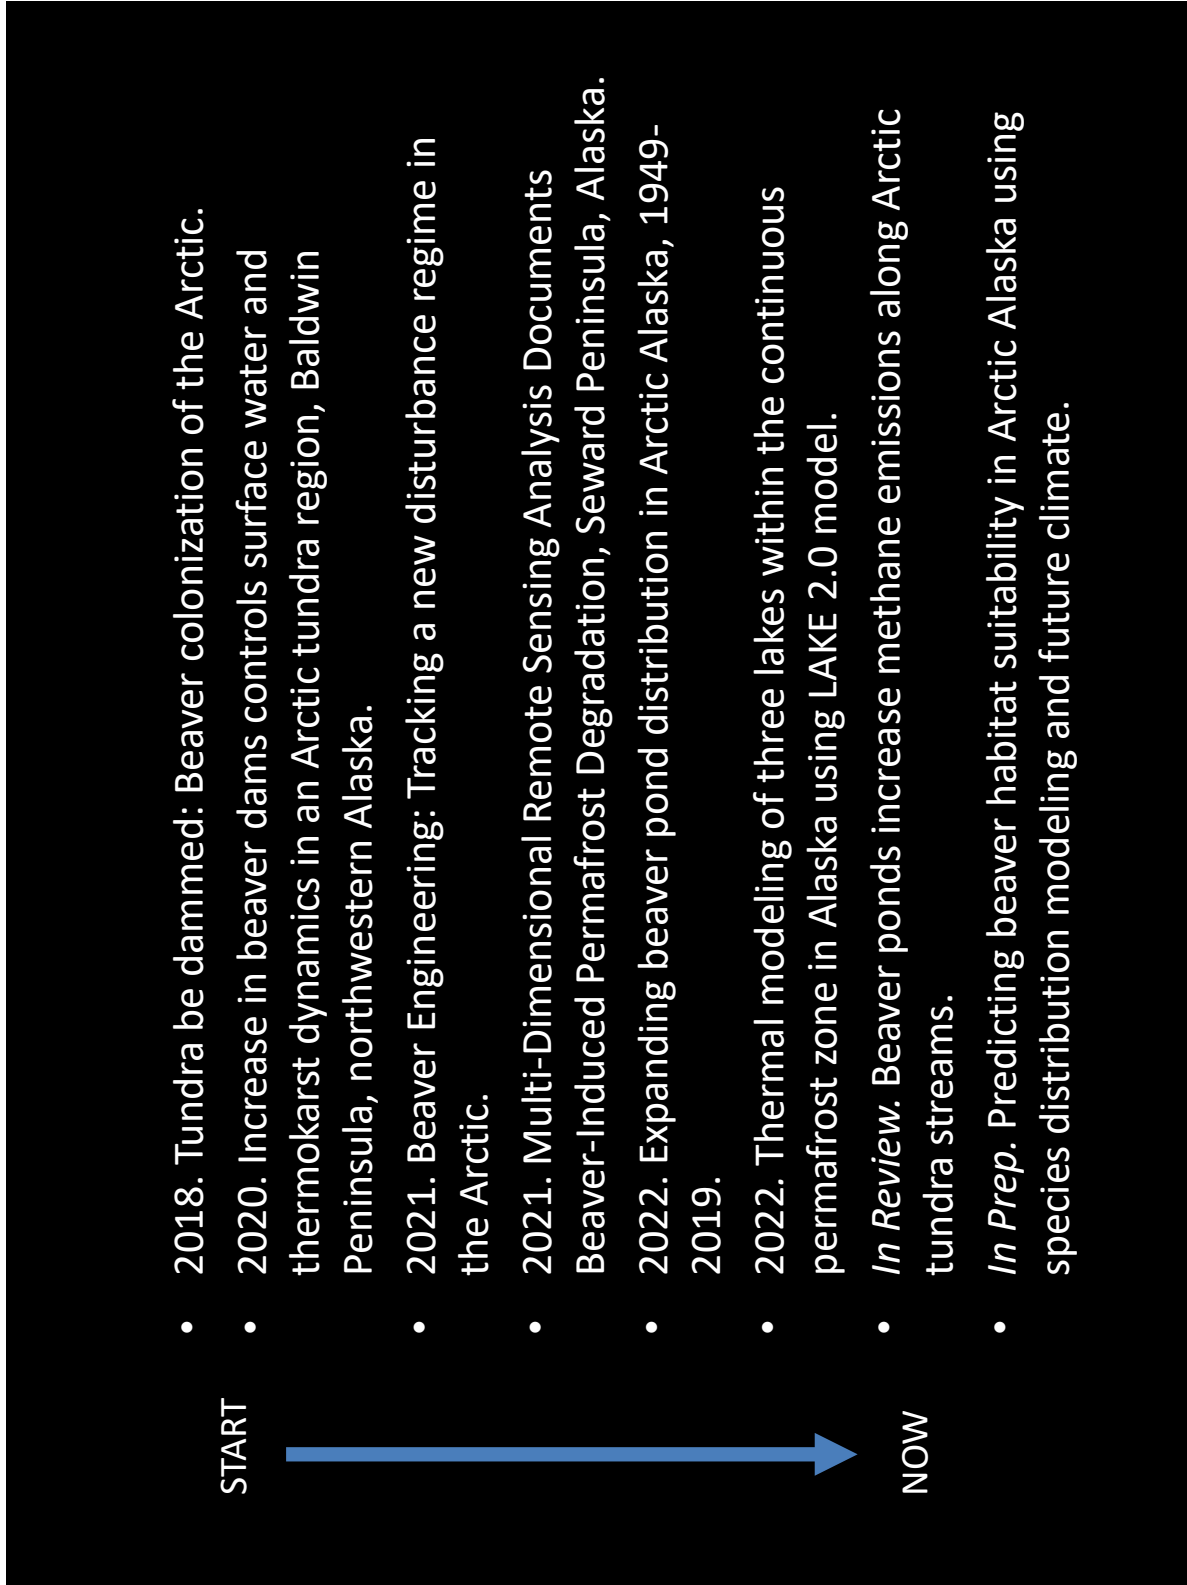 START
NOW
• 2018. Tundra be dammed: Beaver colonization of the Arctic.
• 2020. Increase in beaver dams controls surface water and
thermokarst dynamics in an Arctic tundra region, Baldwin
Peninsula, northwestern Alaska.
• 2021. Beaver Engineering: Tracking a new disturbance regime in
the Arctic.
• 2021. Multi-Dimensional Remote Sensing Analysis Documents
Beaver-Induced Permafrost Degradation, Seward Peninsula, Alaska.
• 2022. Expanding beaver pond distribution in Arctic Alaska, 1949-
2019.
• 2022. Thermal modeling of three lakes within the continuous
permafrost zone in Alaska using LAKE 2.0 model.
• In Review. Beaver ponds increase methane emissions along Arctic
tundra streams.
• In Prep. Predicting beaver habitat suitability in Arctic Alaska using
species distribution modeling and future climate.